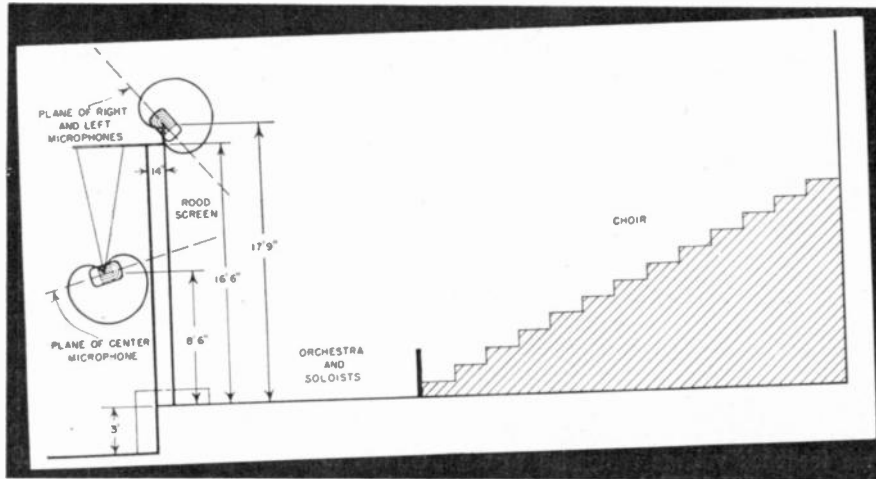 PLANE OF RIGHT
AND LEFT
MICROPHONES
14"
ROOD
SCREEN
17'9"
16'6"
CHOIR
8'6"
PLANE OF CENTER
MICROPHONE
ORCHESTRA
AND
SOLOISTS
3'